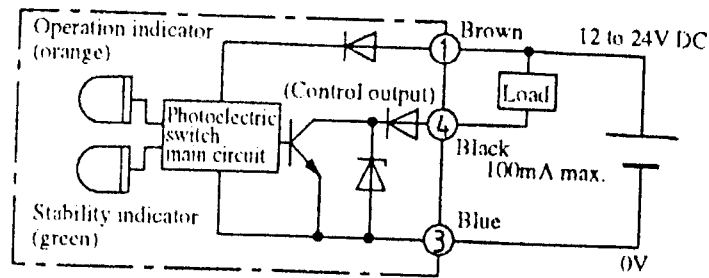 Operation indicator
(orange)
Brown
12 to 24V DC
1
Load
(Control output)
Photoelectric
switch
main circuit
4
Black
100mA max.
Stability indicator
(green)
Blue
3
0V